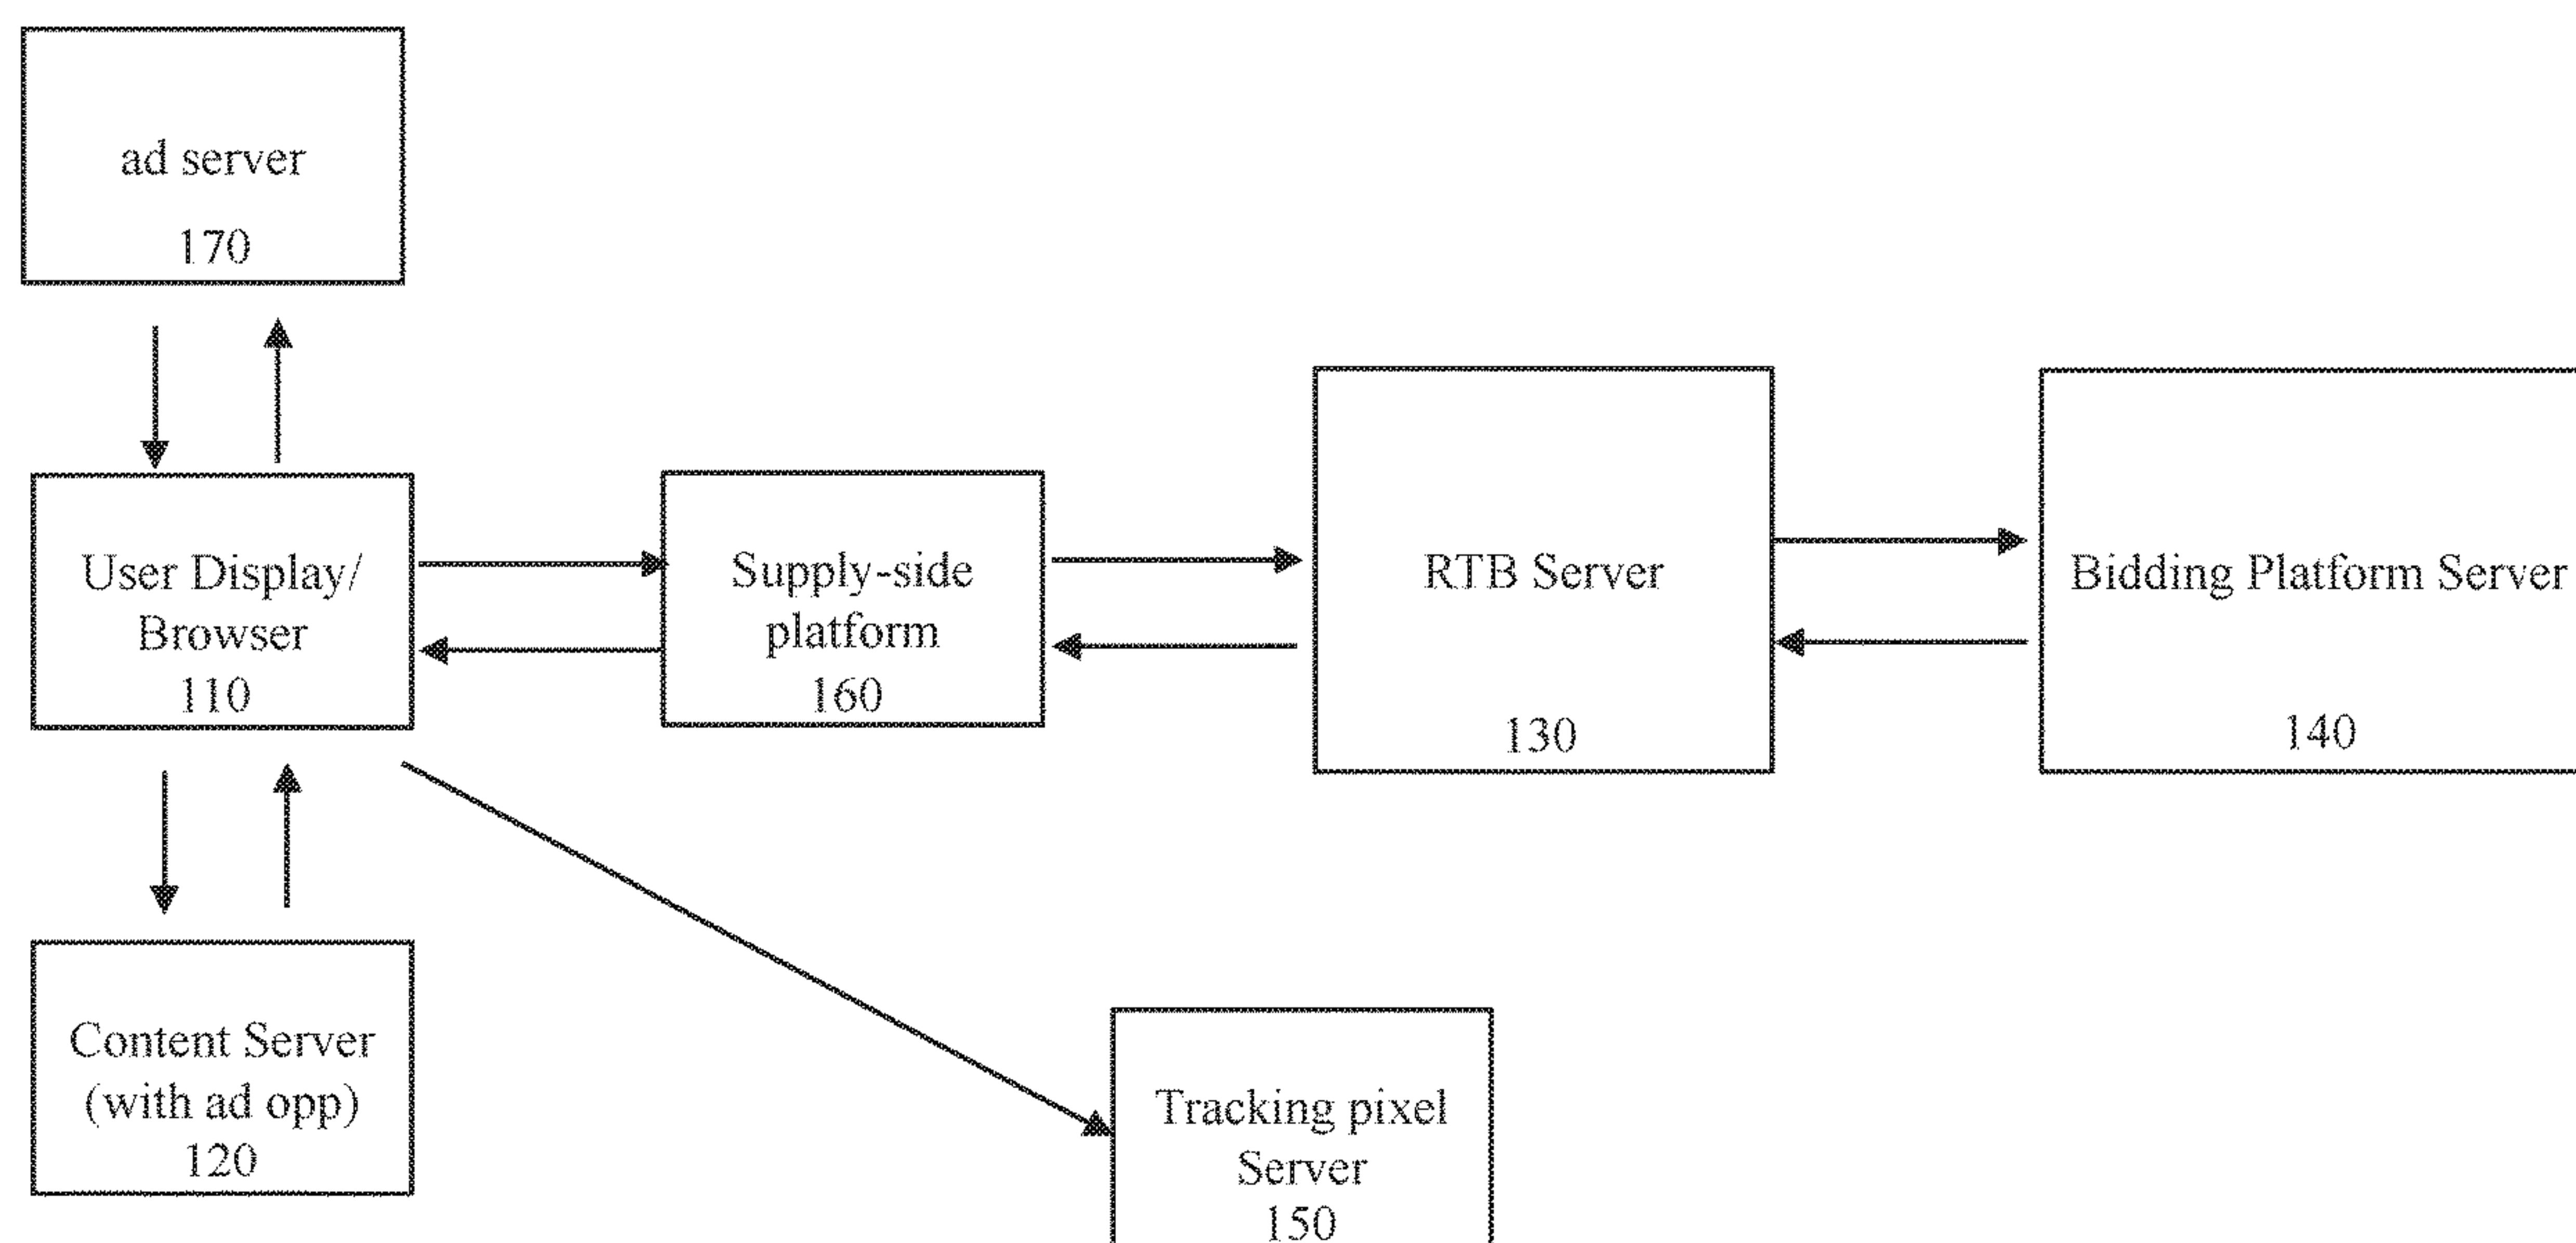 ad server
170
User Display/
Browser
110
Supply-side
platform
160
RTB Server
130
Bidding Platform Server
140
Content Server
(with ad opp)
120
Tracking pixel
Server
150